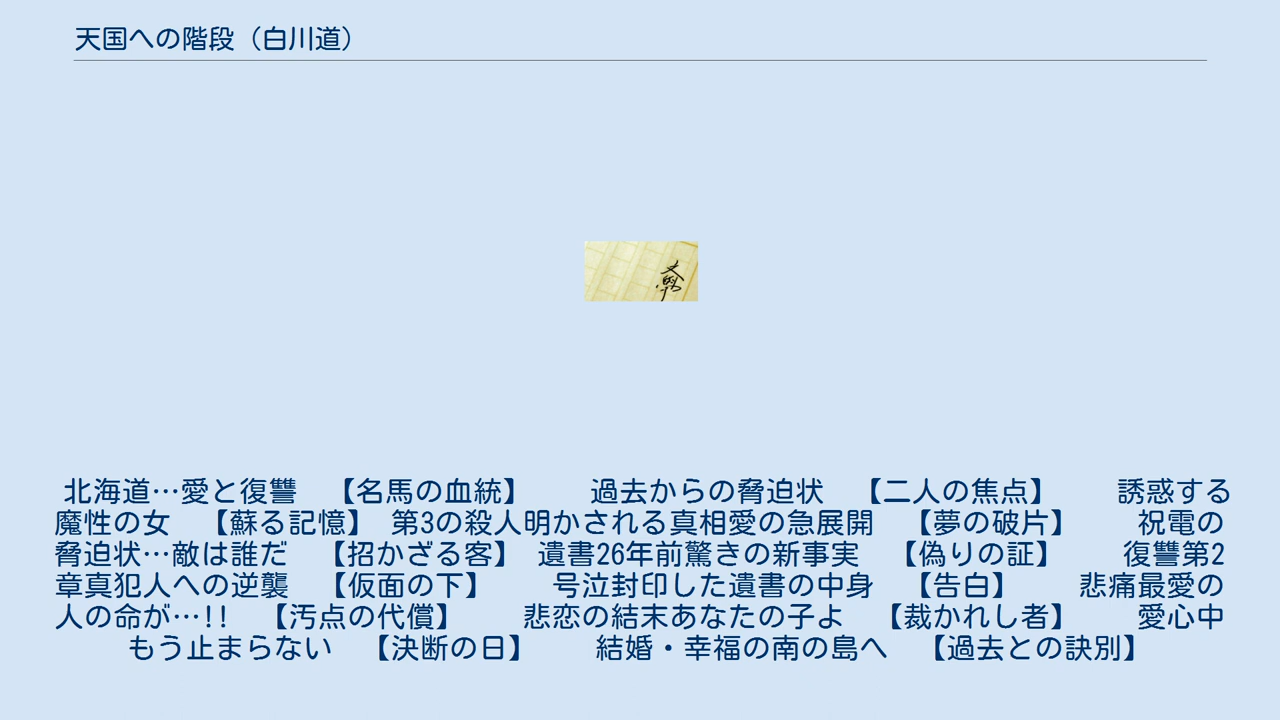 天国への階段（白川道）
北海道…愛と復讐　【名馬の血統】　　過去からの脅迫状　【二人の焦点】　　誘惑する
魔性の女　【蘇る記憶】　第3の殺人明かされる真相愛の急展開　【夢の破片】　　祝電の
脅迫状…敵は誰だ　【招かざる客】　遺書26年前驚きの新事実　【偽りの証】　　復讐第2
章真犯人への逆襲　【仮面の下】　　号泣封印した遺書の中身　【告白】　　悲痛最愛の
人の命が…!!　【汚点の代償】　　悲恋の結末あなたの子よ　【裁かれし者】　　愛心中
もう止まらない　【決断の日】　　結婚・幸福の南の島へ　【過去との訣別】